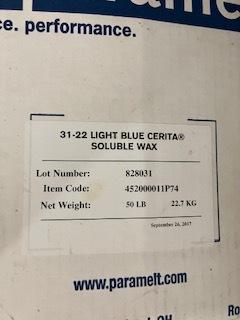 ce. performance.
31-22 LIGHT BLUE CERITA®
SOLUBLE WAX
Lot Number: 828031
Item Code: 452000011P74
Net Weight: 50 LB 22.7 KG
September 26, 2017
www.paramelt.com